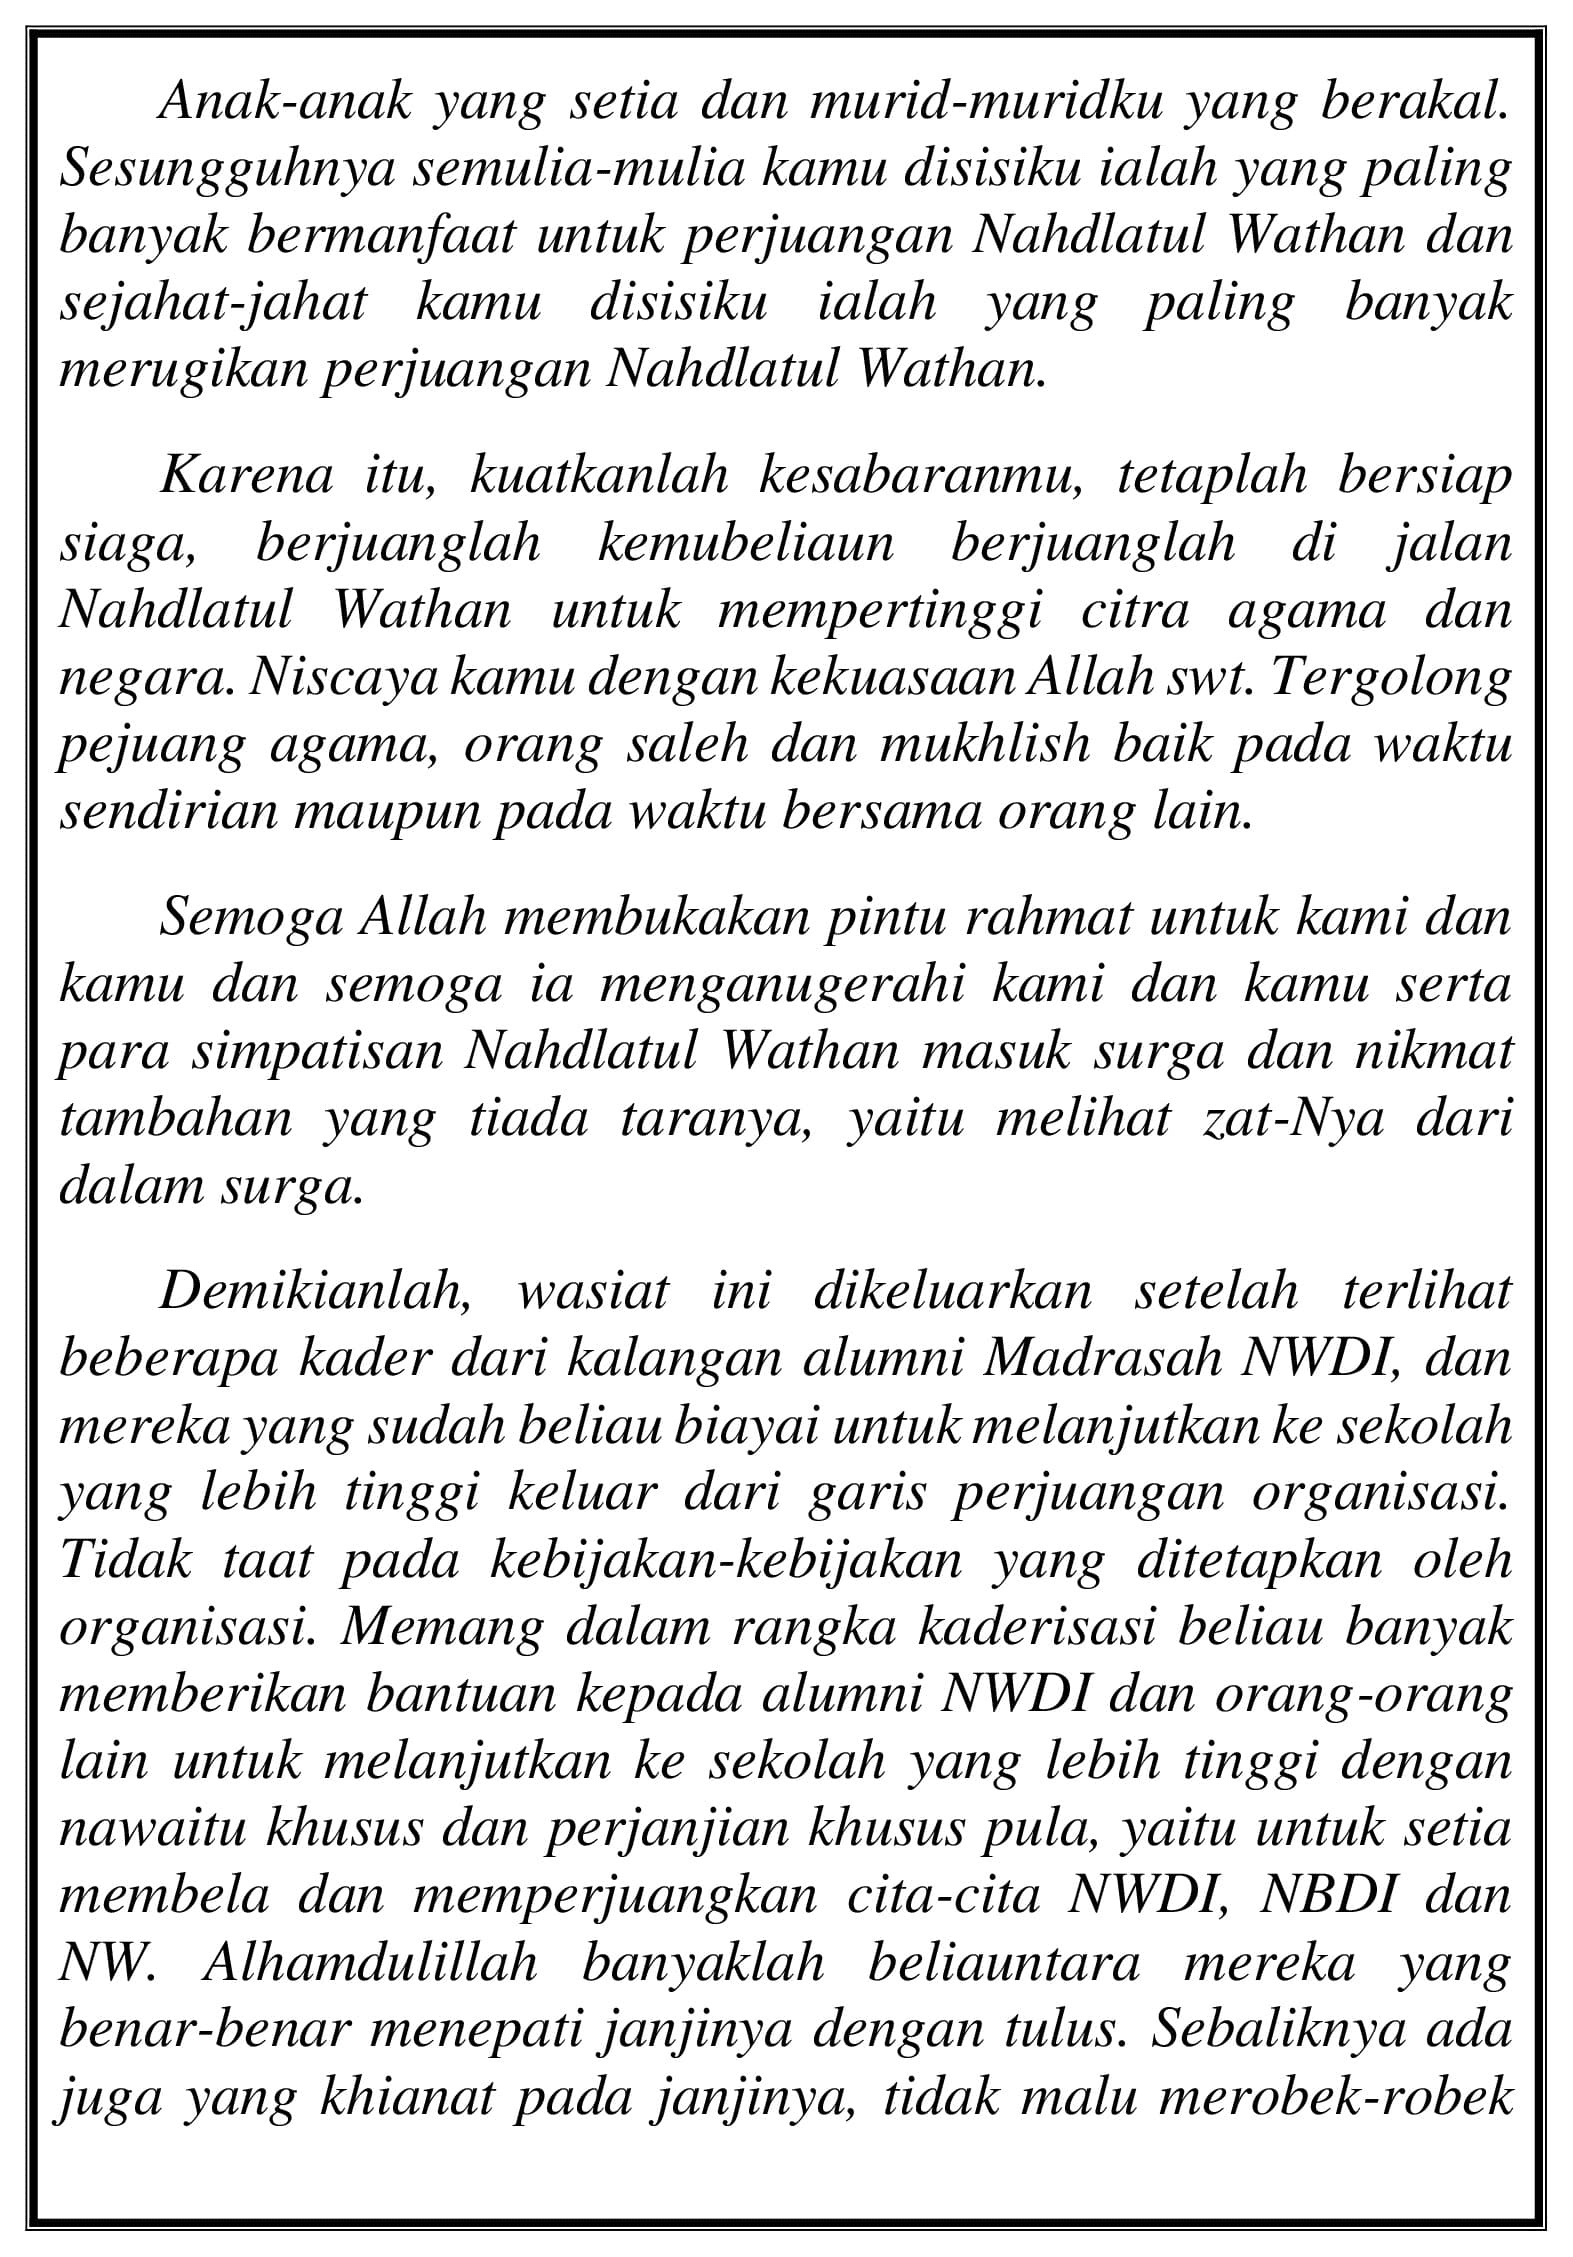 Anak-anak yang setia dan murid-muridku yang berakal.
Sesungguhnya semulia-mulia kamu disisiku ialah yang paling
banyak bermanfaat untuk perjuangan Nahdlatul Wathan dan
sejahat-jahat kamu disisiku ialah yang paling banyak
merugikan perjuangan Nahdlatul Wathan.
Karena itu, kuatkanlah kesabaranmu, tetaplah bersiap
siaga, berjuanglah kemubeliaun berjuanglah di jalan
Nahdlatul Wathan untuk mempertinggi citra agama dan
negara. Niscaya kamu dengan kekuasaan Allah swt. Tergolong
pejuang agama, orang saleh dan mukhlish baik pada waktu
sendirian maupun pada waktu bersama orang lain.
Semoga Allah membukakan pintu rahmat untuk kami dan
kamu dan semoga ia menganugerahi kami dan kamu serta
para simpatisan Nahdlatul Wathan masuk surga dan nikmat
tambahan yang tiada taranya, yaitu melihat zat-Nya dari
dalam surga.
Demikianlah, wasiat ini dikeluarkan setelah terlihat
beberapa kader dari kalangan alumni Madrasah NWDI, dan
mereka yang sudah beliau biayai untuk melanjutkan ke sekolah
yang lebih tinggi keluar dari garis perjuangan organisasi.
Tidak taat pada kebijakan-kebijakan yang ditetapkan oleh
organisasi. Memang dalam rangka kaderisasi beliau banyak
memberikan bantuan kepada alumni NWDI dan orang-orang
lain untuk melanjutkan ke sekolah yang lebih tinggi dengan
nawaitu khusus dan perjanjian khusus pula, yaitu untuk setia
membela dan memperjuangkan cita-cita NWDI, NBDI dan
NW. Alhamdulillah banyaklah beliauntara mereka yang
benar-benar menepati janjinya dengan tulus. Sebaliknya ada
juga yang khianat pada janjinya, tidak malu merobek-robek